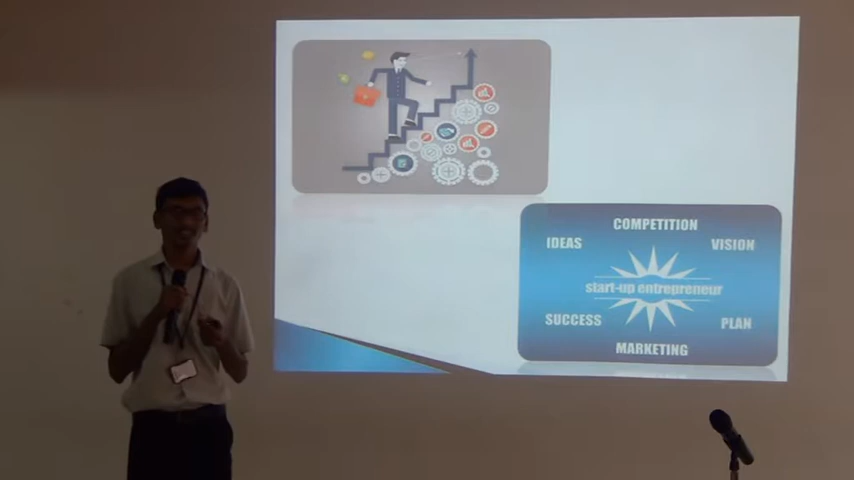 COMPETITION
IDEAS
VISION
start-up entrepreneur
SUCCESS
PLAN
MARKETING